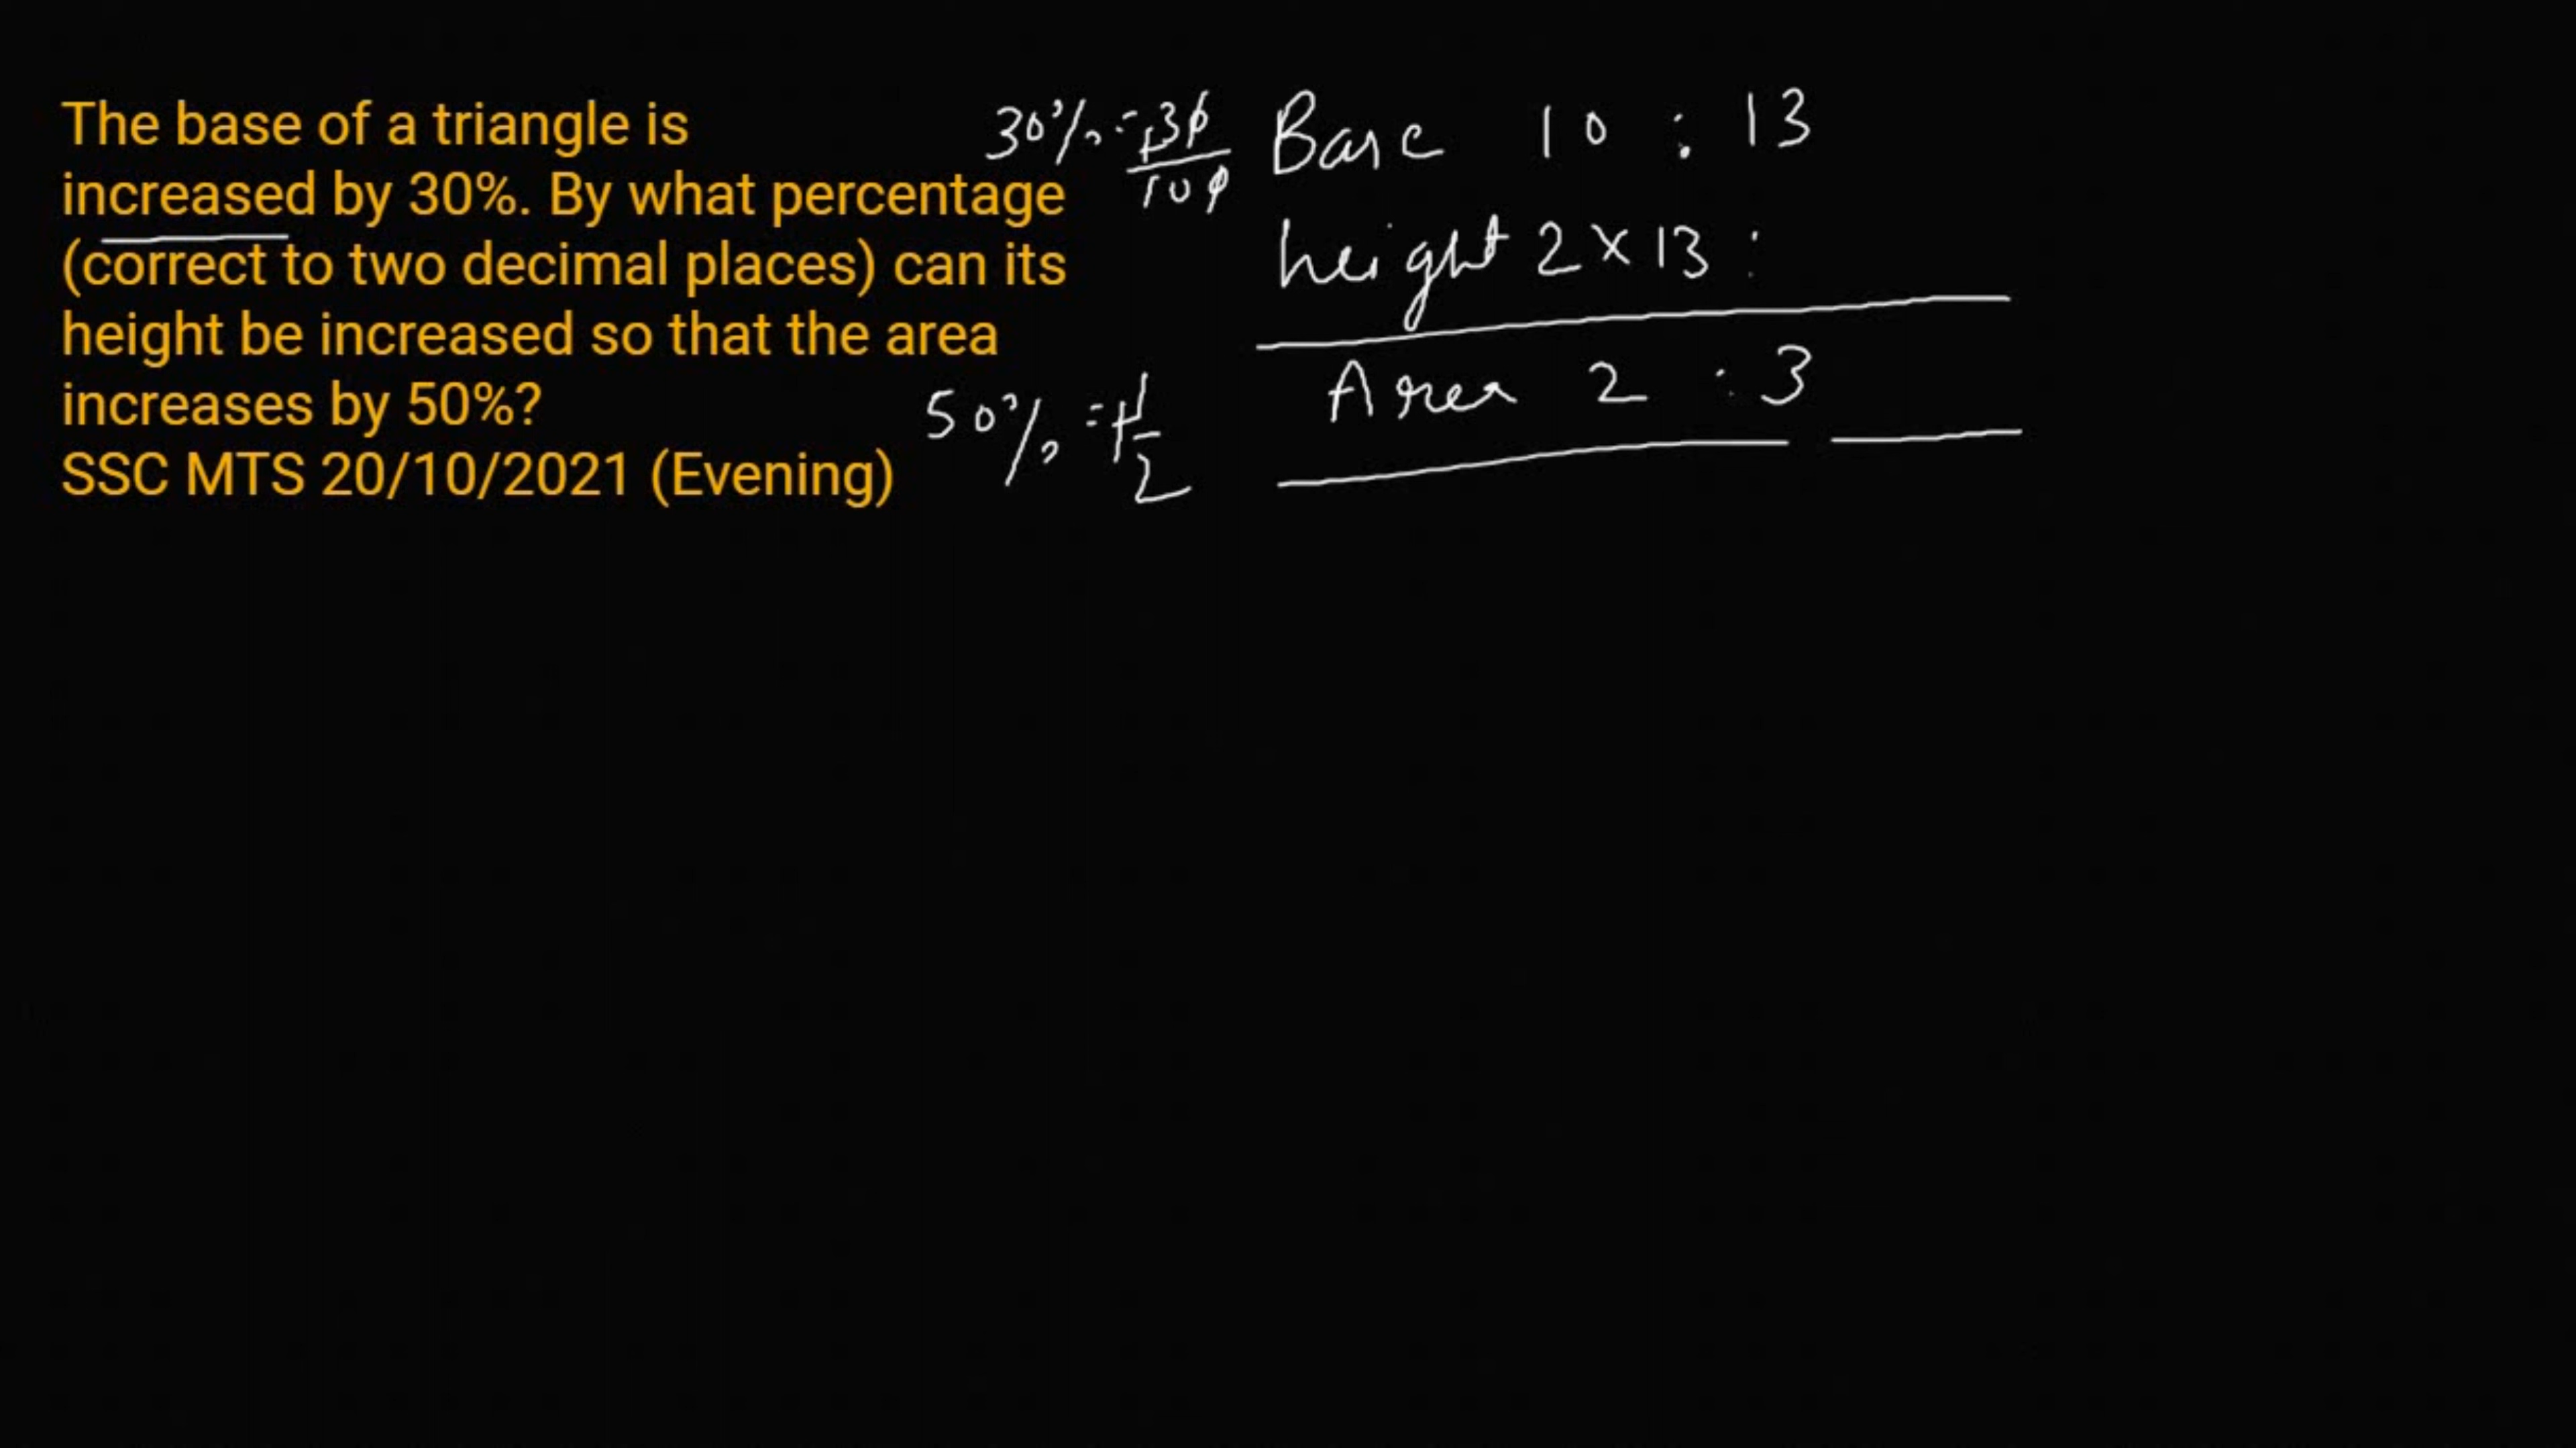 The base of a triangle is
increased by 30%. By what percentage
(correct to two decimal places) can its
height be increased so that the area
increases by 50%?
SSC MTS 20/10/2021 (Evening)
30% = +30/100
Base 10 : 13
height 2 × 13 :
50% = +1/2
Area 2 : 3